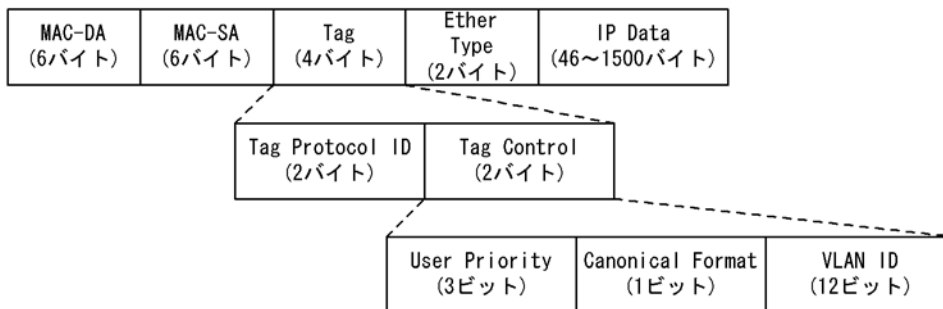 MAC-DA
(6バイト)
MAC-SA
(6バイト)
Tag
(4バイト)
Ether
Type
(2バイト)
IP Data
(46～1500バイト)
Tag Protocol ID
(2バイト)
Tag Control
(2バイト)
User Priority
(3ビット)
Canonical Format
(1ビット)
VLAN ID
(12ビット)